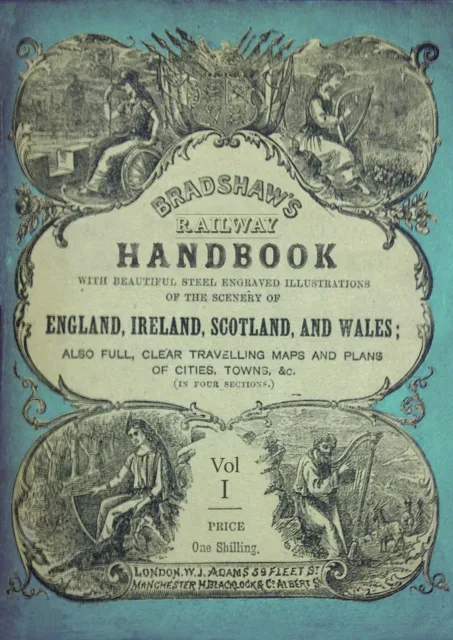 BRADSHAW'S
RAILWAY
HANDBOOK
WITH BEAUTIFUL STEEL ENGRAVED ILLUSTRATIONS
OF THE SCENERY OF
ENGLAND, IRELAND, SCOTLAND, AND WALES;
ALSO FULL, CLEAR TRAVELLING MAPS AND PLANS
OF CITIES, TOWNS, &c.
(IN FOUR SECTIONS.)
Vol
I
PRICE
One Shilling.
LONDON. W. J. ADAMS 59 FLEET ST
MANCHESTER H. BLACKLOCK & Co ALBERT Sq